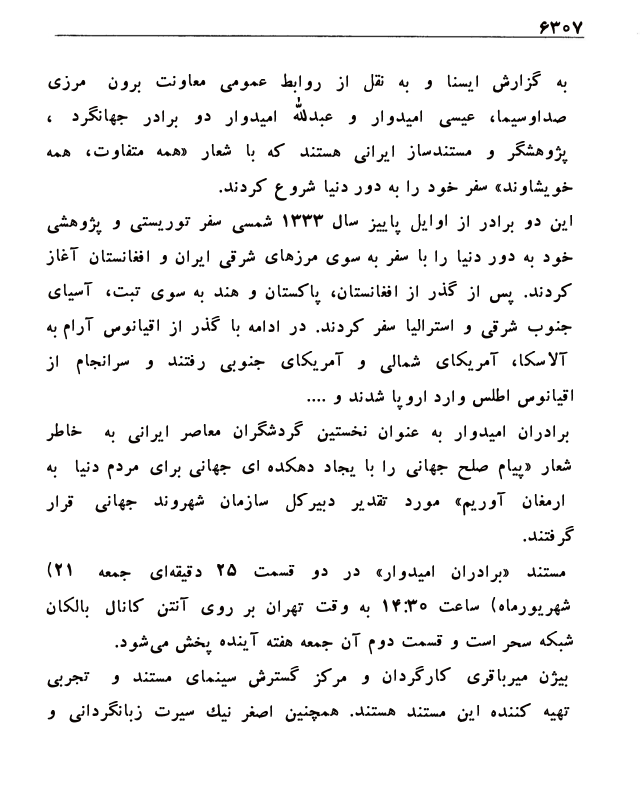 ۶۳۰۷
به گزارش ایسنا و به نقل از روابط عمومی معاونت برون مرزی
صداوسیما، عیسی امیدوار و عبدلله امیدوار دو برادر جهانگرد ،
پژوهشگر و مستندساز ایرانی هستند که با شعار «همه متفاوت، همه
خویشاوند» سفر خود را به دور دنیا شروع کردند.
این دو برادر از اوایل پاییز سال ۱۳۳۳ شمسی سفر توریستی و پژوهشی
خود به دور دنیا را با سفر به سوی مرزهای شرقی ایران و افغانستان آغاز
کردند. پس از گذر از افغانستان، پاکستان و هند به سوی تبت، آسیای
جنوب شرقی و استرالیا سفر کردند. در ادامه با گذر از اقیانوس آرام به
آلاسکا، آمریکای شمالی و آمریکای جنوبی رفتند و سرانجام از
اقیانوس اطلس وارد اروپا شدند و ....
برادران امیدوار به عنوان نخستین گردشگران معاصر ایرانی به خاطر
شعار «پیام صلح جهانی را با یجاد دهکده ای جهانی برای مردم دنیا به
ارمغان آوریم» مورد تقدیر دبیرکل سازمان شهروند جهانی قرار
گرفتند.
مستند «برادران امیدوار» در دو قسمت ۲۵ دقیقه‌ای جمعه ۲۱)
شهریورماه) ساعت ۱۴:۳۰ به وقت تهران بر روی آنتن کانال بالکان
شبکه سحر است و قسمت دوم آن جمعه هفته آینده پخش می‌شود.
بیژن میرباقری کارگردان و مرکز گسترش سینمای مستند و تجربی
تهیه کننده این مستند هستند. همچنین اصغر نیك سیرت زبانگردانی و